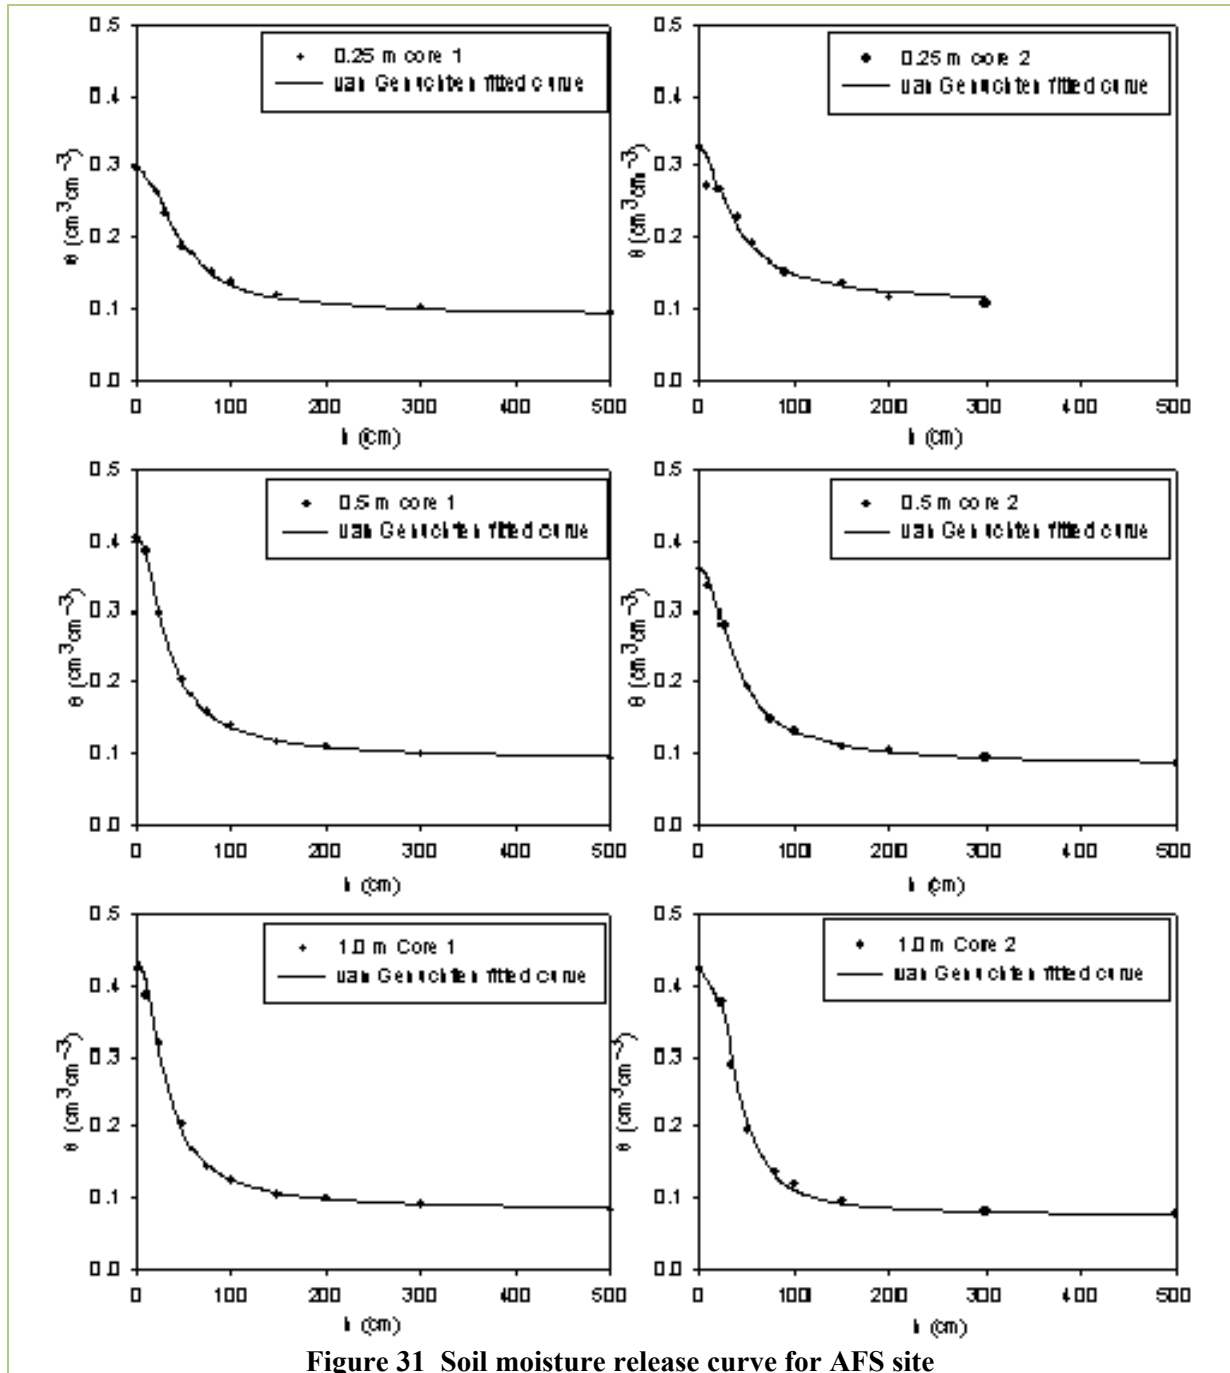 0.5
0.25 m core 1
van Genuchten fitted curve
0.4
0.3
0.2
0.1
0.0
θ (cm³cm⁻³)
0 100 200 300 400 500
h (cm)
0.5
0.25 m core 2
van Genuchten fitted curve
0.4
0.3
0.2
0.1
0.0
θ (cm³cm⁻³)
0 100 200 300 400 500
h (cm)
0.5
0.5 m core 1
van Genuchten fitted curve
0.4
0.3
0.2
0.1
0.0
θ (cm³cm⁻³)
0 100 200 300 400 500
h (cm)
0.5
0.5 m core 2
van Genuchten fitted curve
0.4
0.3
0.2
0.1
0.0
θ (cm³cm⁻³)
0 100 200 300 400 500
h (cm)
0.5
1.0 m Core 1
van Genuchten fitted curve
0.4
0.3
0.2
0.1
0.0
θ (cm³cm⁻³)
0 100 200 300 400 500
h (cm)
0.5
1.0 m Core 2
van Genuchten fitted curve
0.4
0.3
0.2
0.1
0.0
θ (cm³cm⁻³)
0 100 200 300 400 500
h (cm)
Figure 31 Soil moisture release curve for AFS site